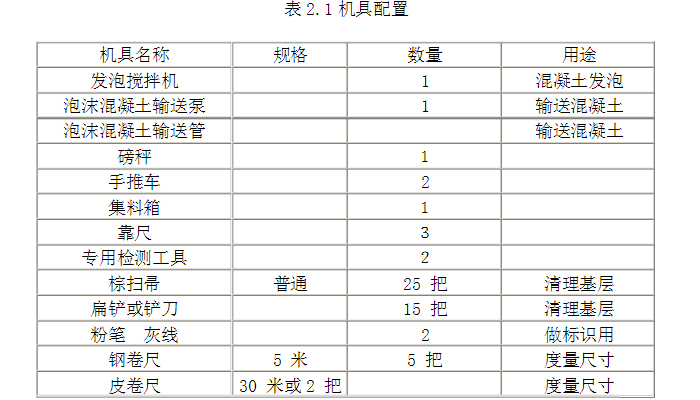 表2.1机具配置
机具名称 规格 数量 用途
发泡搅拌机 1 混凝土发泡
泡沫混凝土输送泵 1 输送混凝土
泡沫混凝土输送管 输送混凝土
磅秤 1
手推车 2
集料箱 1
靠尺 3
专用检测工具 2
棕扫帚 普通 25 把 清理基层
扁铲或铲刀 15 把 清理基层
粉笔 灰线 2 做标识用
钢卷尺 5 米 5 把 度量尺寸
皮卷尺 30 米或2 把 度量尺寸